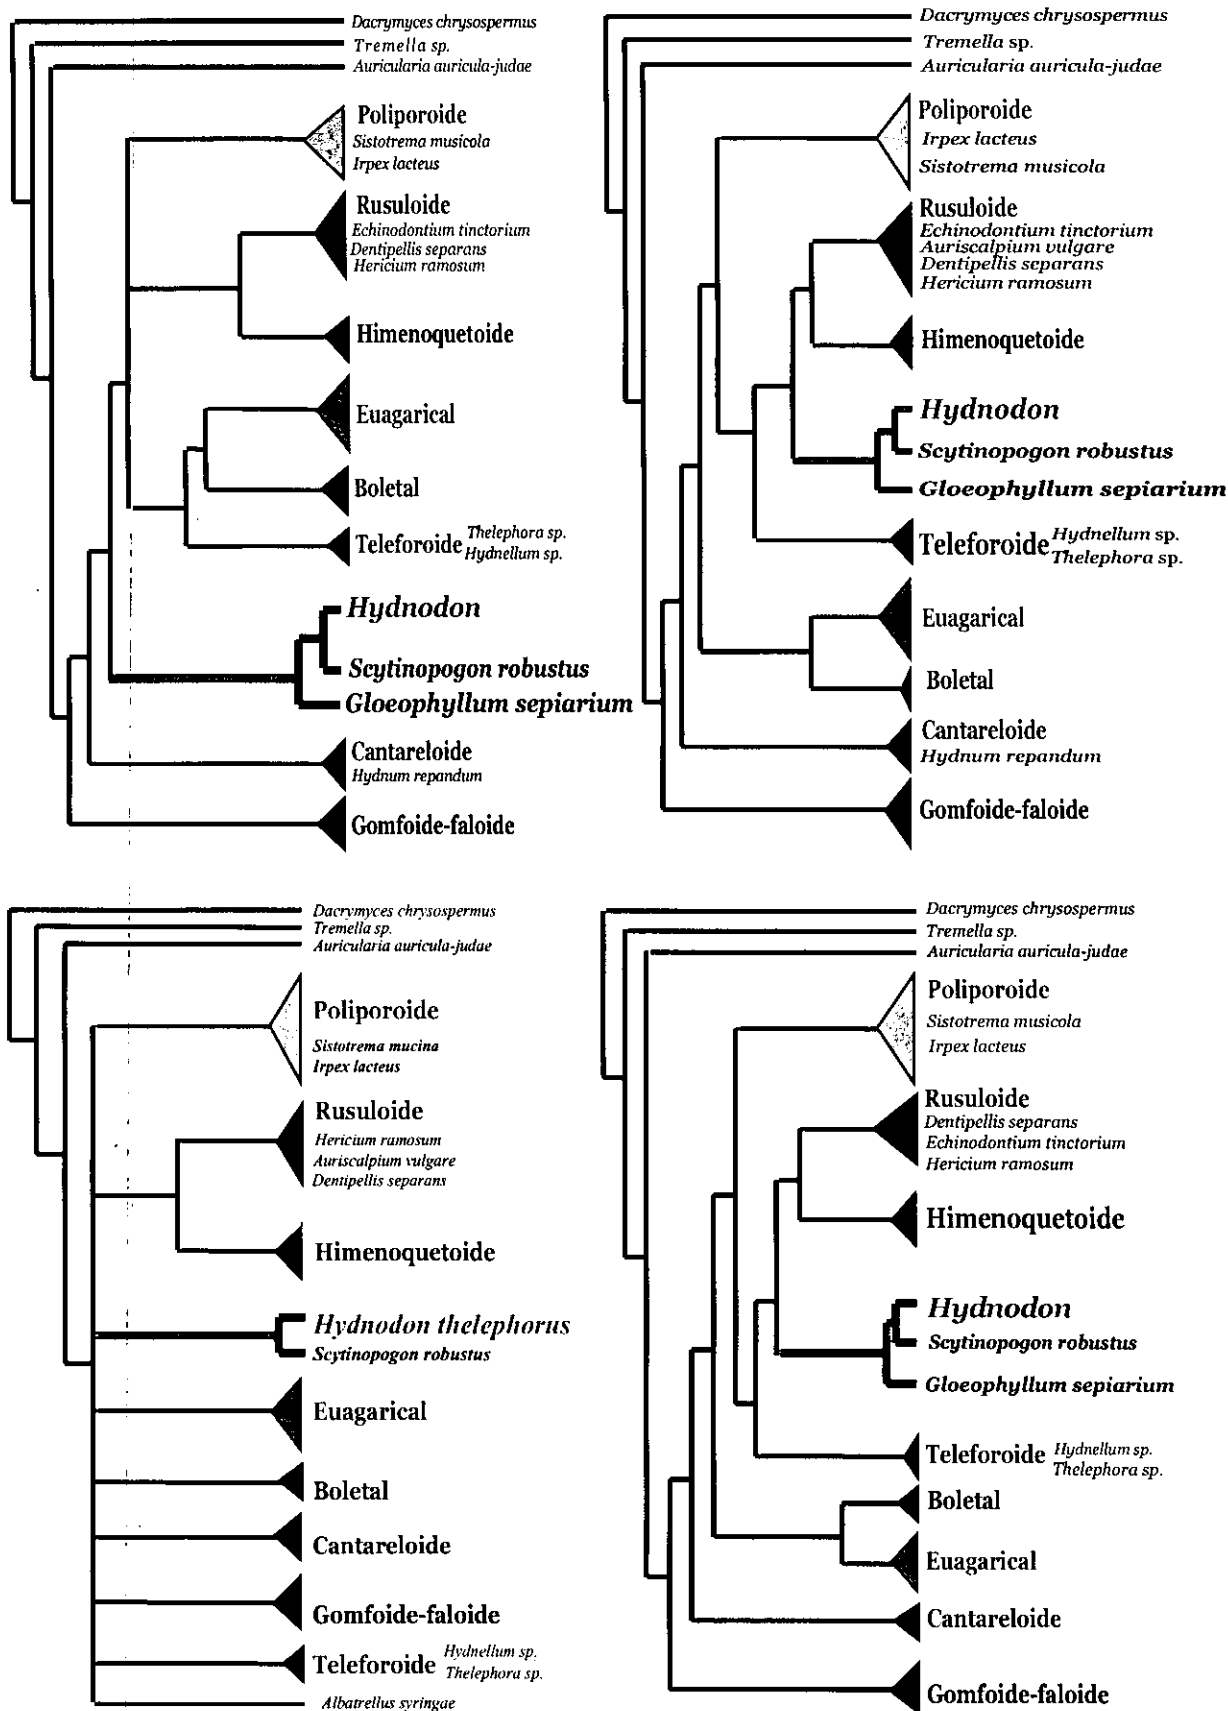 Dacrymyces chrysospermus
Tremella sp.
Auricularia auricula-judae
Poliporoide
Sistotrema musicola
Irpex lacteus
Rusuloide
Echinodontium tinctorium
Dentipellis separans
Hericium ramosum
Himenoquetoide
Euagarical
Boletal
Teleforoide Thelephora sp.
Hydnellum sp.
Hydnodon
Scytinopogon robustus
Gloeophyllum sepiarium
Cantareloide
Hydnum repandum
Gomfoide-faloide
Dacrymyces chrysospermus
Tremella sp.
Auricularia auricula-judae
Poliporoide
Irpex lacteus
Sistotrema musicola
Rusuloide
Echinodontium tinctorium
Auriscalpium vulgare
Dentipellis separans
Hericium ramosum
Himenoquetoide
Hydnodon
Scytinopogon robustus
Gloeophyllum sepiarium
Teleforoide Hydnellum sp.
Thelephora sp.
Euagarical
Boletal
Cantareloide
Hydnum repandum
Gomfoide-faloide
Dacrymyces chrysospermus
Tremella sp.
Auricularia auricula-judae
Poliporoide
Sistotrema mucina
Irpex lacteus
Rusuloide
Hericium ramosum
Auriscalpium vulgare
Dentipellis separans
Himenoquetoide
Hydnodon thelephorus
Scytinopogon robustus
Euagarical
Boletal
Cantareloide
Gomfoide-faloide
Teleforoide Hydnellum sp.
Thelephora sp.
Albatrellus syringae
Dacrymyces chrysospermus
Tremella sp.
Auricularia auricula-judae
Poliporoide
Sistotrema musicola
Irpex lacteus
Rusuloide
Dentipellis separans
Echinodontium tinctorium
Hericium ramosum
Himenoquetoide
Hydnodon
Scytinopogon robustus
Gloeophyllum sepiarium
Teleforoide Hydnellum sp.
Thelephora sp.
Boletal
Euagarical
Cantareloide
Gomfoide-faloide